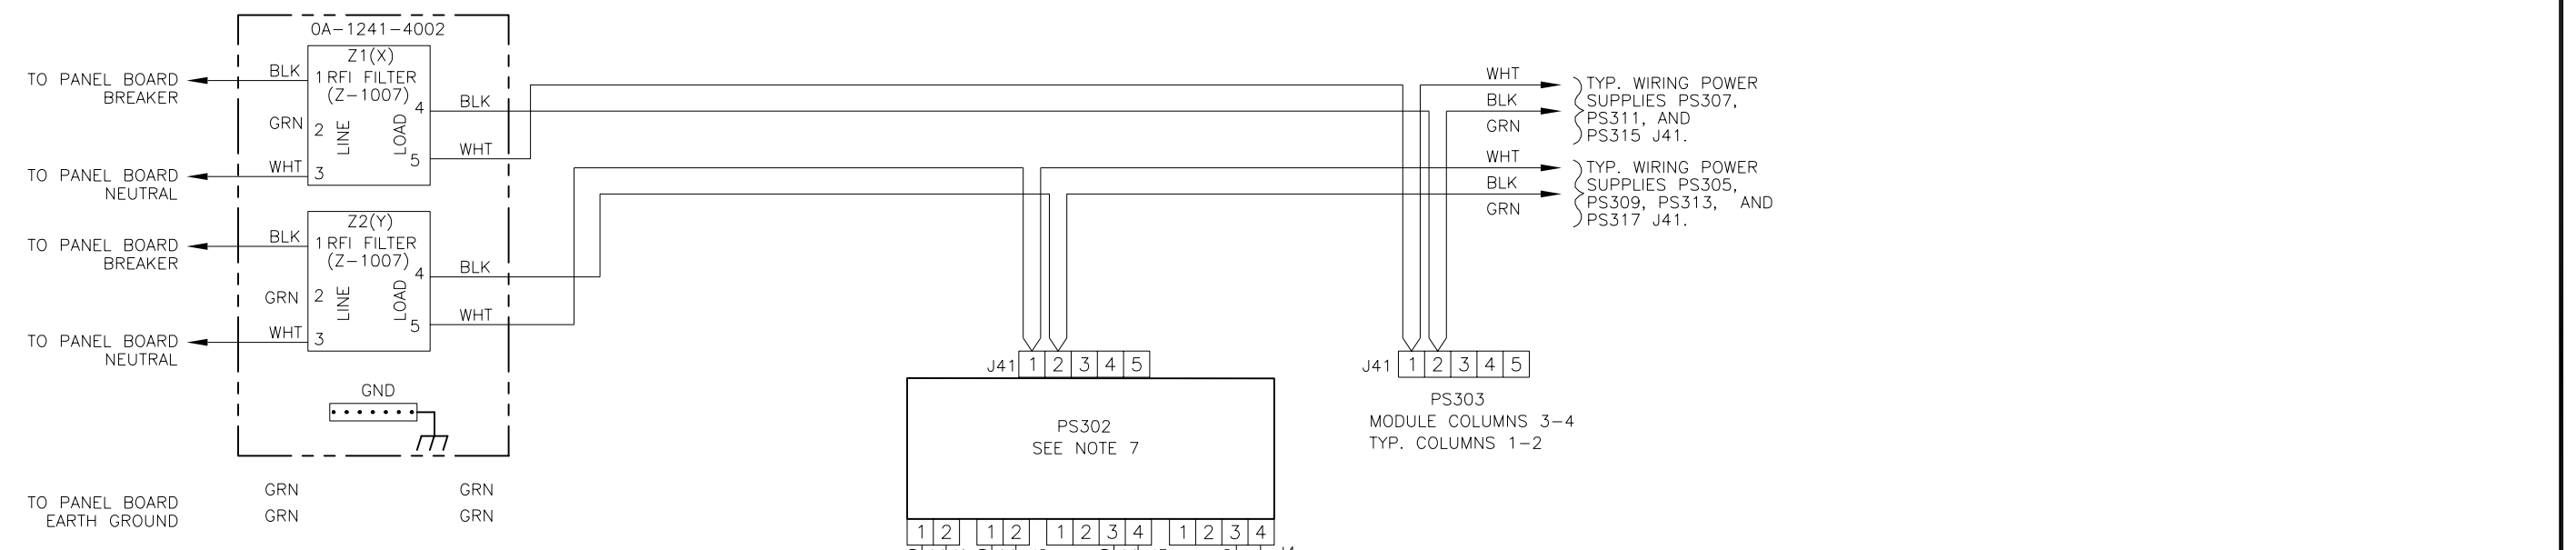 0A-1241-4002
Z1(X)
1 RFI FILTER
(Z-1007)
LINE
LOAD
2
3
4
5
BLK
GRN
WHT
BLK
WHT
TO PANEL BOARD
BREAKER
TO PANEL BOARD
NEUTRAL
Z2(Y)
1 RFI FILTER
(Z-1007)
LINE
LOAD
2
3
4
5
BLK
GRN
WHT
BLK
WHT
TO PANEL BOARD
BREAKER
TO PANEL BOARD
NEUTRAL
GND
GRN
GRN
GRN
GRN
TO PANEL BOARD
EARTH GROUND
WHT
BLK
GRN
TYP. WIRING POWER
SUPPLIES PS307,
PS311, AND
PS315 J41.
WHT
BLK
GRN
TYP. WIRING POWER
SUPPLIES PS305,
PS309, PS313, AND
PS317 J41.
J41 1 2 3 4 5
PS302
SEE NOTE 7
1 2 1 2 1 2 3 4 1 2 3 4
J41 1 2 3 4 5
PS303
MODULE COLUMNS 3-4
TYP. COLUMNS 1-2